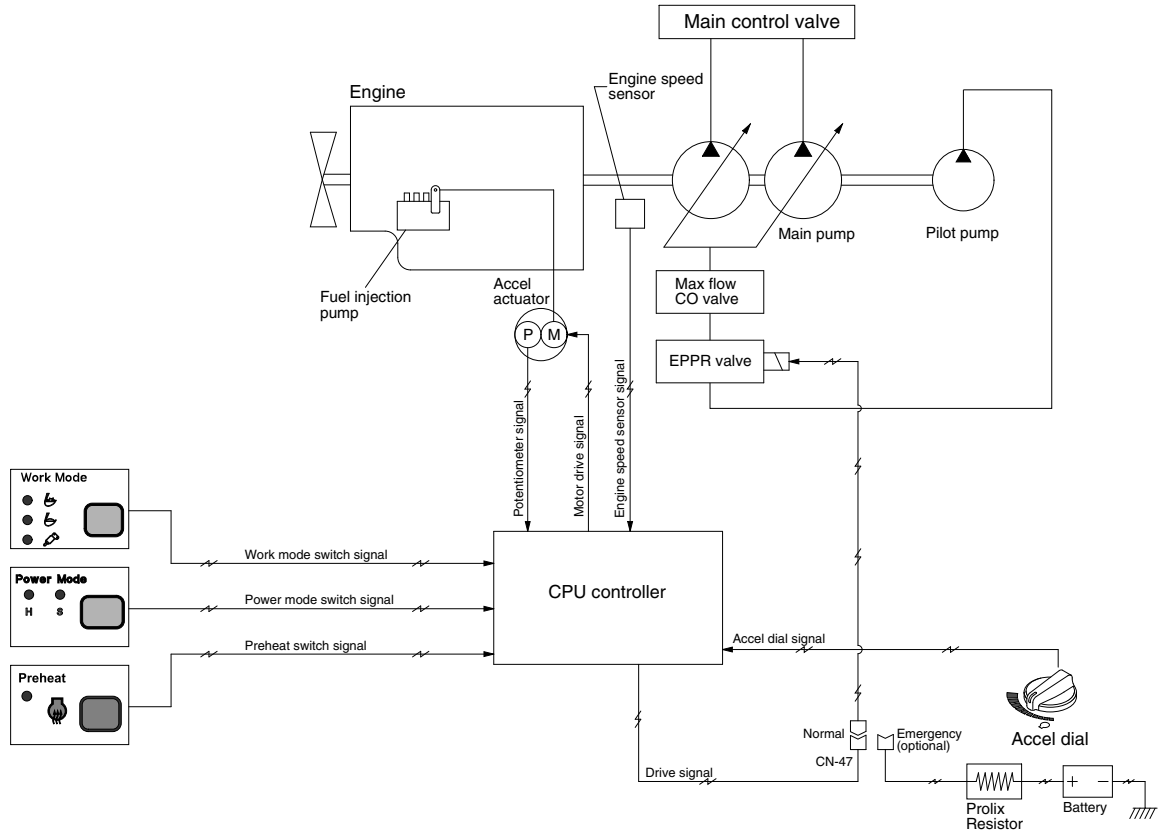 Main control valve
Engine speed
sensor
Engine
Main pump
Pilot pump
Fuel injection
pump
Accel
actuator
Max flow
CO valve
P
M
EPPR valve
Potentiometer signal
Motor drive signal
Engine speed sensor signal
Work Mode
Work mode switch signal
Power Mode
H
S
Power mode switch signal
CPU controller
Preheat switch signal
Accel dial signal
Preheat
Normal
Emergency
(optional)
Accel dial
CN-47
Drive signal
+
-
Prolix
Resistor
Battery